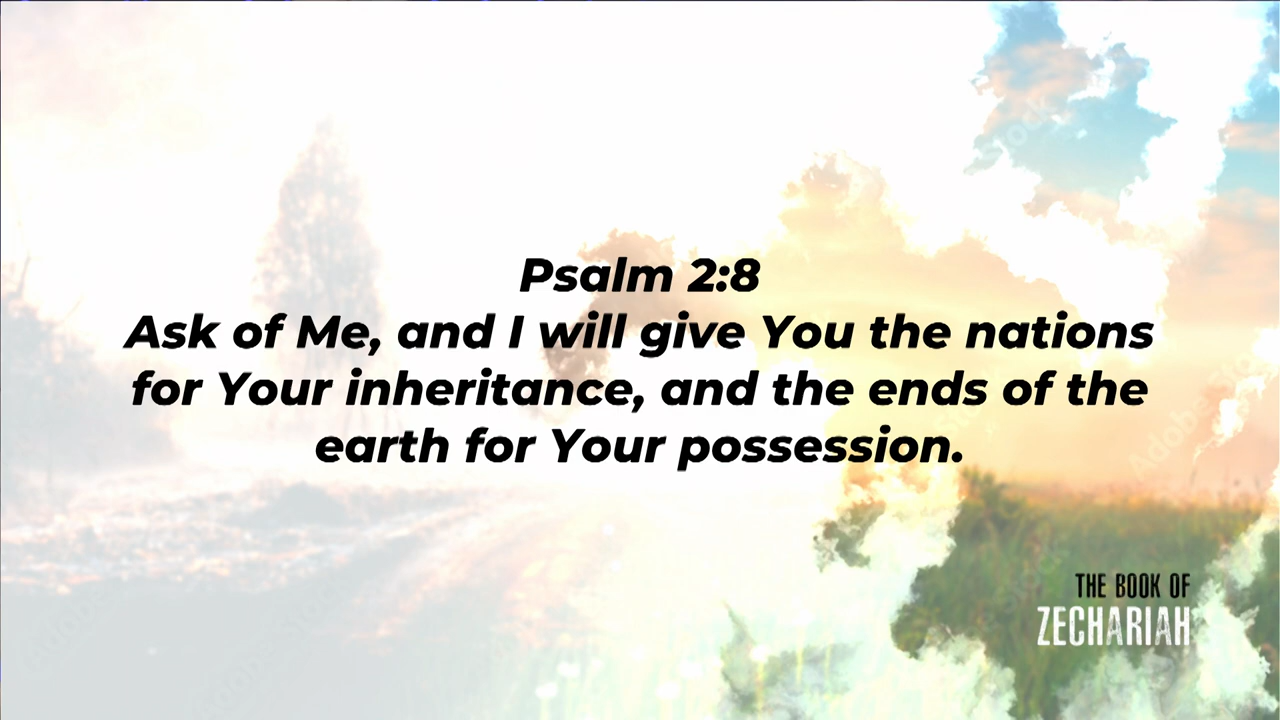 Psalm 2:8
Ask of Me, and I will give You the nations
for Your inheritance, and the ends of the
earth for Your possession.
THE BOOK OF
ZECHARIAH